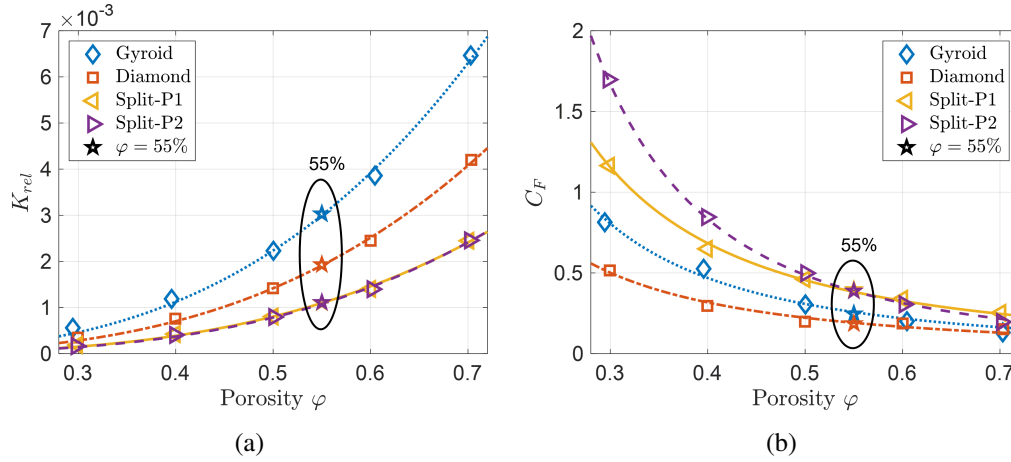 ×10⁻³
7
6
5
4
3
2
1
0
K_rel
Gyroid
Diamond
Split-P1
Split-P2
φ = 55%
55%
0.3 0.4 0.5 0.6 0.7
Porosity φ
(a)
2
1.5
1
0.5
0
C_F
Gyroid
Diamond
Split-P1
Split-P2
φ = 55%
55%
0.3 0.4 0.5 0.6 0.7
Porosity φ
(b)